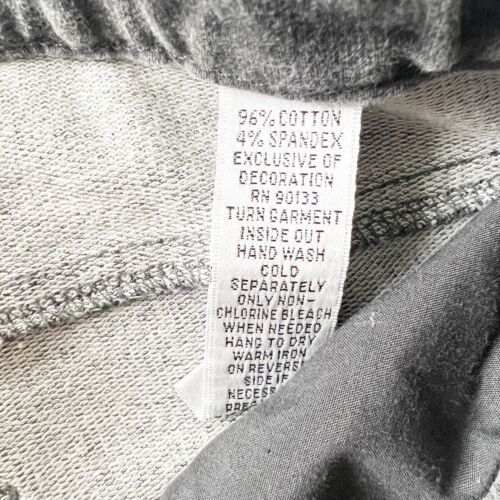 96% COTTON
4% SPANDEX
EXCLUSIVE OF
DECORATION
RN 90133
TURN GARMENT
INSIDE OUT
HAND WASH
COLD
SEPARATELY
ONLY NON-
CHLORINE BLEACH
WHEN NEEDED
HANG TO DRY
WARM IRON
ON REVERSE
SIDE IF